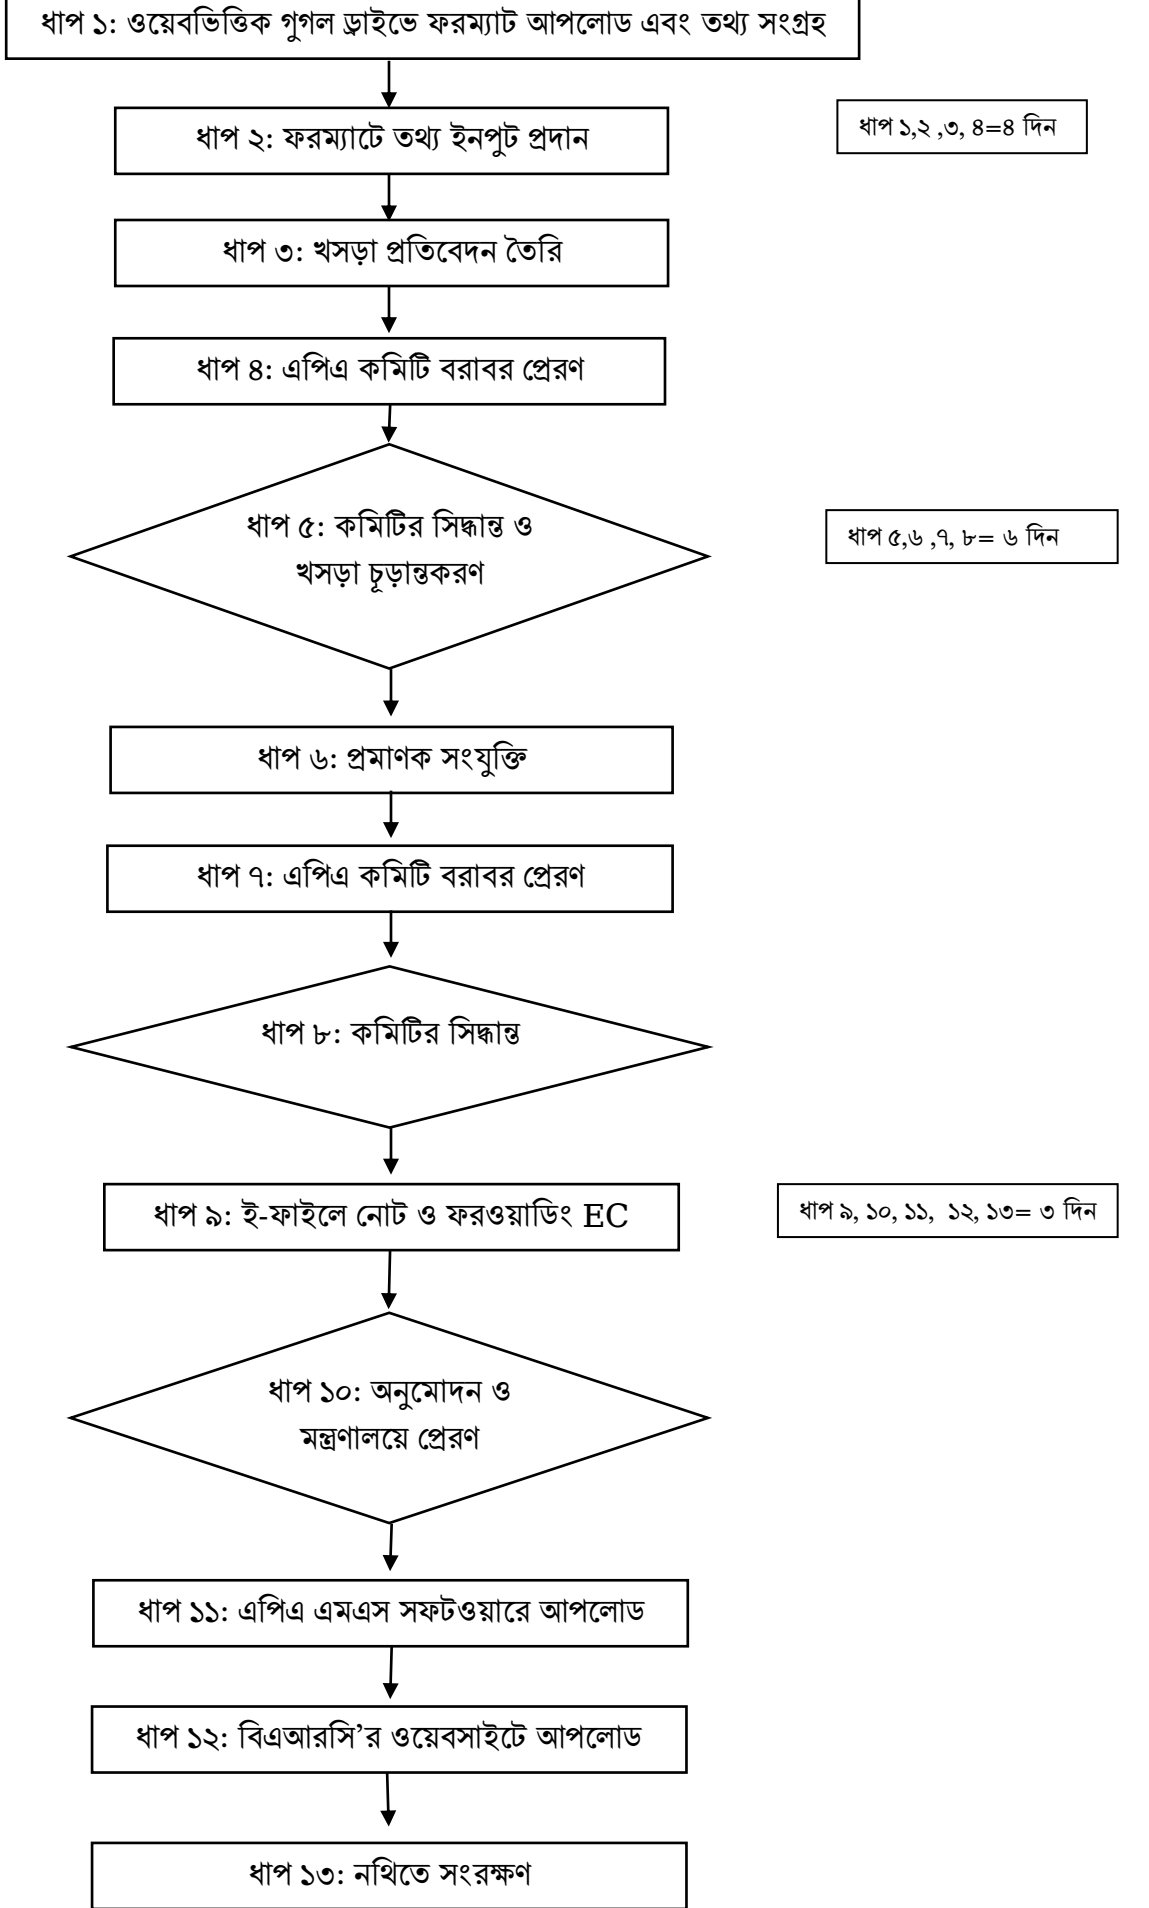 ধাপ ১: ওয়েবভিত্তিক গুগল ড্রাইভে ফরম্যাট আপলোড এবং তথ্য সংগ্রহ
ধাপ ২: ফরম্যাটে তথ্য ইনপুট প্রদান
ধাপ ১,২ ,৩, ৪=৪ দিন
ধাপ ৩: খসড়া প্রতিবেদন তৈরি
ধাপ ৪: এপিএ কমিটি বরাবর প্রেরণ
ধাপ ৫: কমিটির সিদ্ধান্ত ও
খসড়া চূড়ান্তকরণ
ধাপ ৫,৬ ,৭, ৮= ৬ দিন
ধাপ ৬: প্রমাণক সংযুক্তি
ধাপ ৭: এপিএ কমিটি বরাবর প্রেরণ
ধাপ ৮: কমিটির সিদ্ধান্ত
ধাপ ৯: ই-ফাইলে নোট ও ফরওয়াডিং EC
ধাপ ৯, ১০, ১১, ১২, ১৩= ৩ দিন
ধাপ ১০: অনুমোদন ও
মন্ত্রণালয়ে প্রেরণ
ধাপ ১১: এপিএ এমএস সফটওয়ারে আপলোড
ধাপ ১২: বিএআরসি’র ওয়েবসাইটে আপলোড
ধাপ ১৩: নথিতে সংরক্ষণ